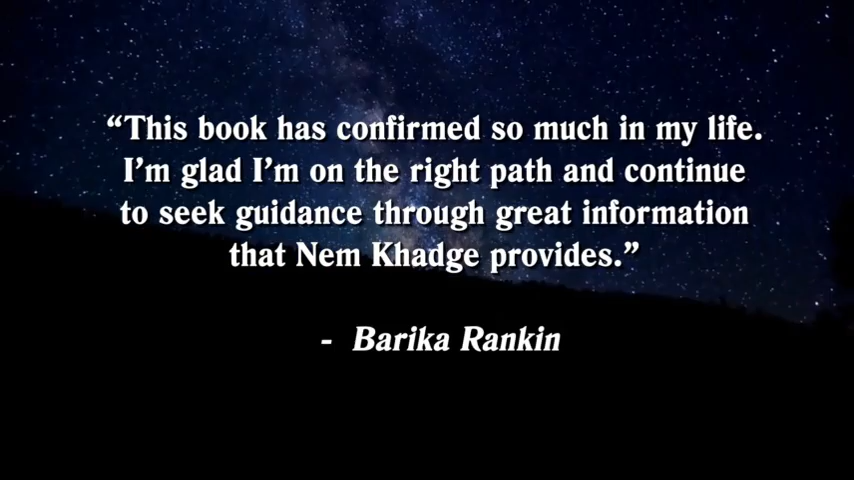 “This book has confirmed so much in my life.
I’m glad I’m on the right path and continue
to seek guidance through great information
that Nem Khadge provides.”
- Barika Rankin